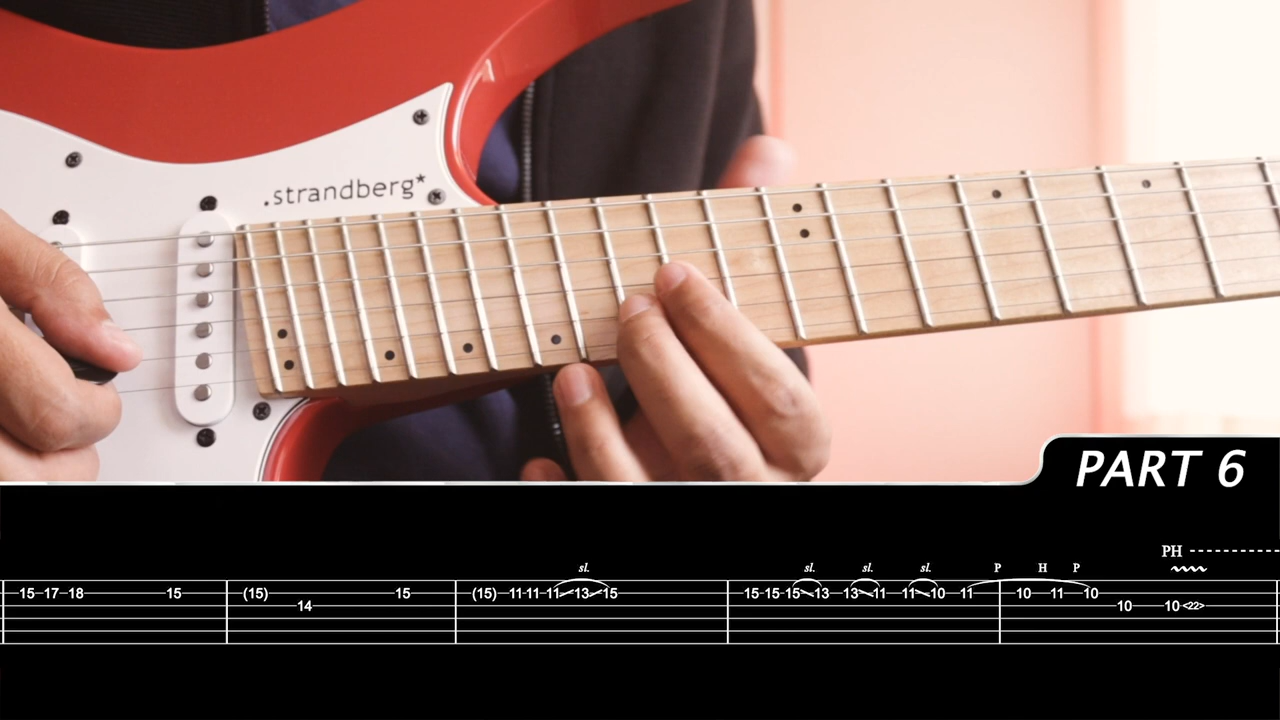 .strandberg*
PART 6
PH
sl. sl. sl. sl. P H P
15 17 18 15 (15) 15 (15) 11 11 11 13 15 15 15 15 13 13 11 11 10 11 10 11 10
14 10 10 <22>